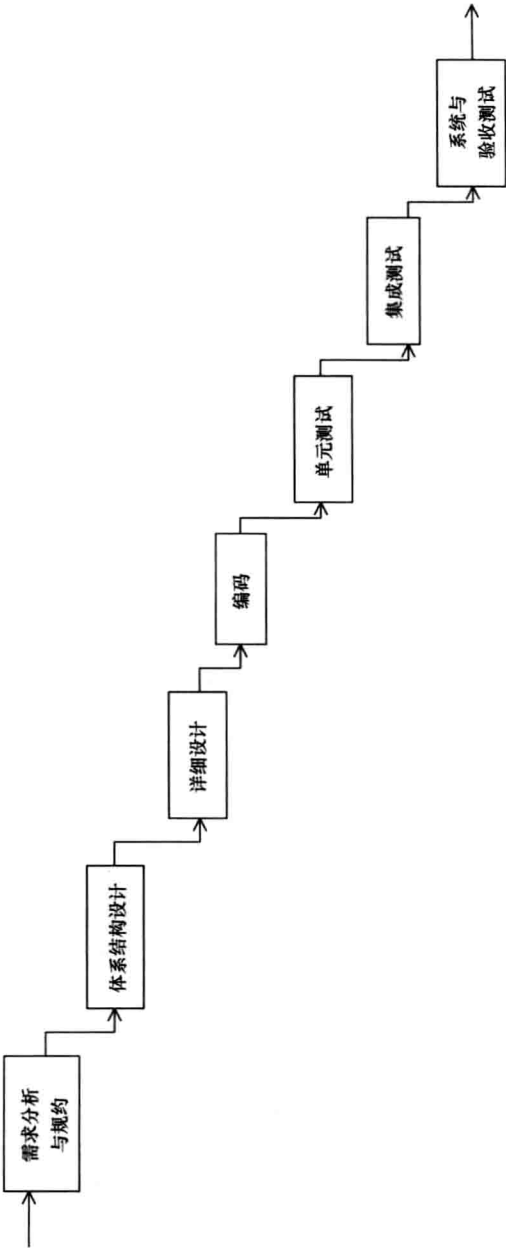 需求分析
与规约
体系结构设计
详细设计
编码
单元测试
集成测试
系统与
验收测试